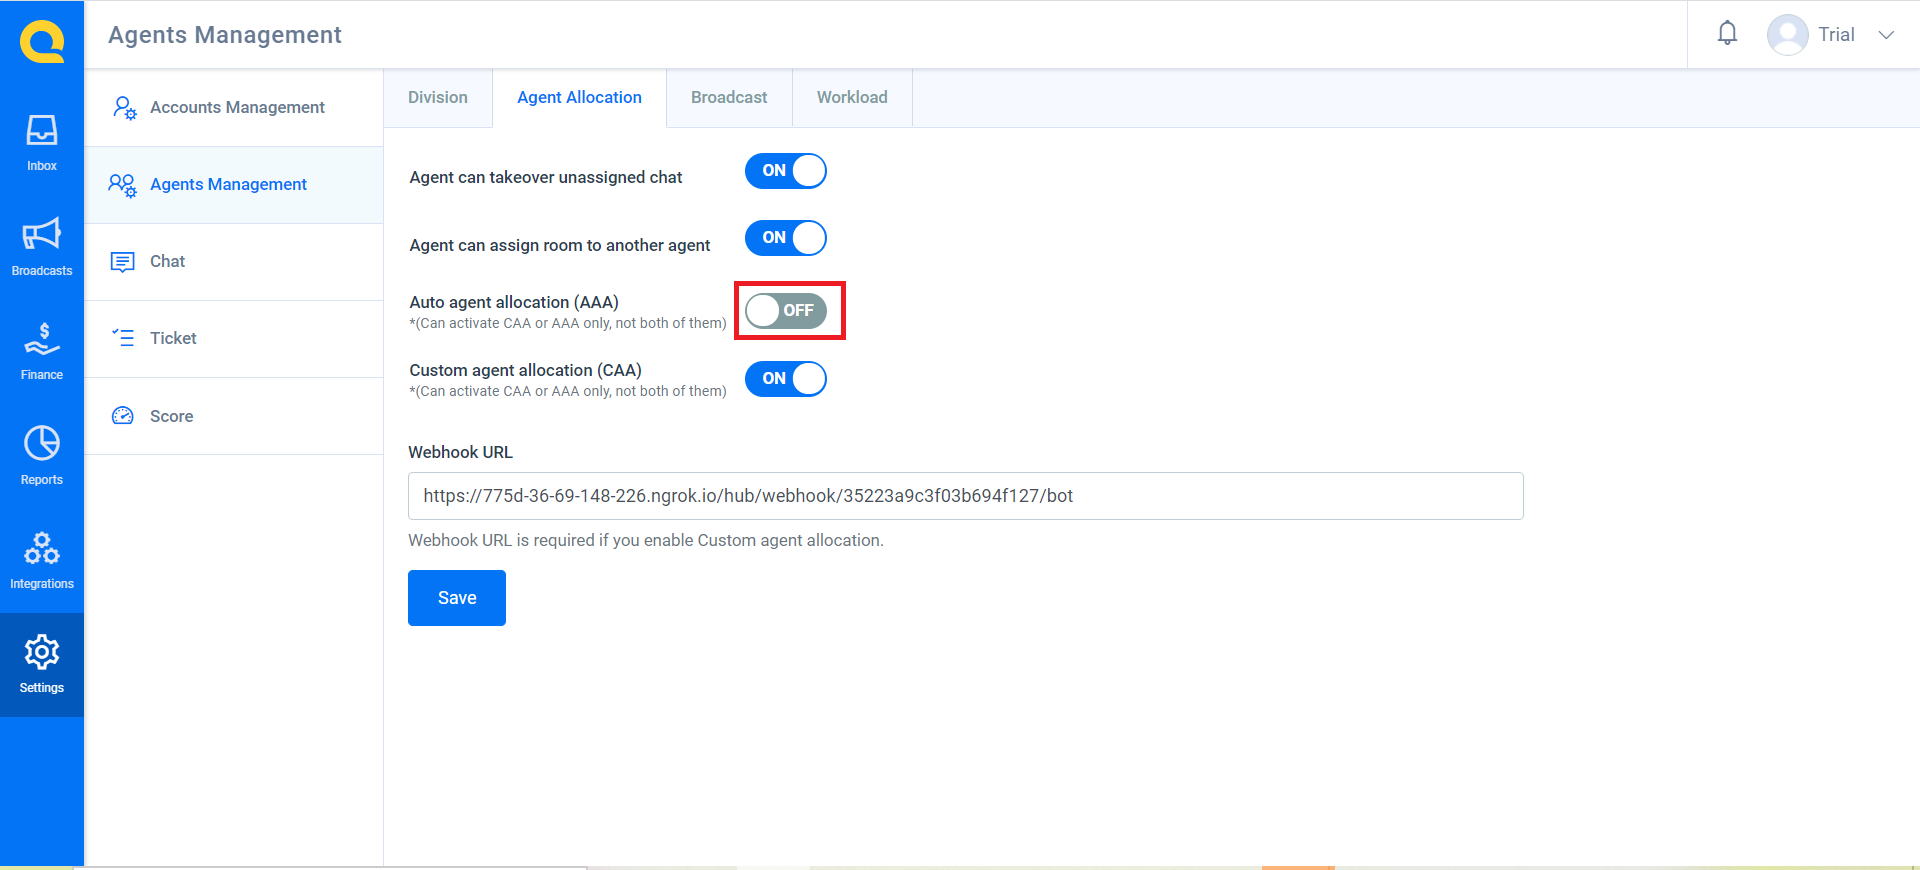 Agents Management
Trial
Inbox
Broadcasts
Finance
Reports
Integrations
Settings
Accounts Management
Agents Management
Chat
Ticket
Score
Division
Agent Allocation
Broadcast
Workload
Agent can takeover unassigned chat
ON
Agent can assign room to another agent
ON
Auto agent allocation (AAA)
*(Can activate CAA or AAA only, not both of them)
OFF
Custom agent allocation (CAA)
*(Can activate CAA or AAA only, not both of them)
ON
Webhook URL
https://775d-36-69-148-226.ngrok.io/hub/webhook/35223a9c3f03b694f127/bot
Webhook URL is required if you enable Custom agent allocation.
Save